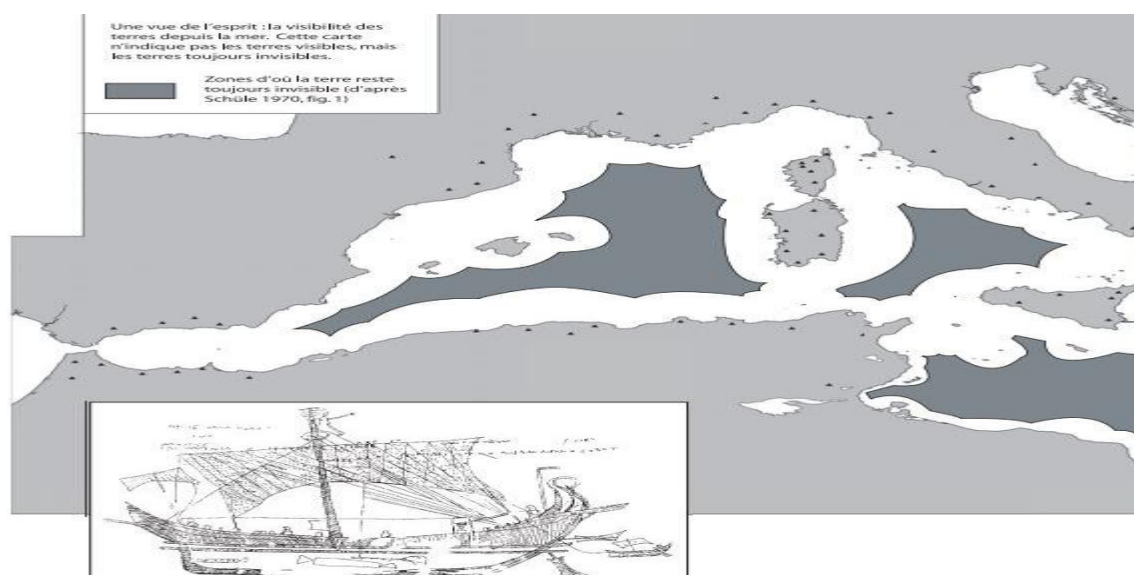 Une vue de l'esprit : la visibilité des
terres depuis la mer. Cette carte
n'indique pas les terres visibles, mais
les terres toujours invisibles.
Zones d'où la terre reste
toujours invisible (d'après
Schüle 1970, fig. 1)